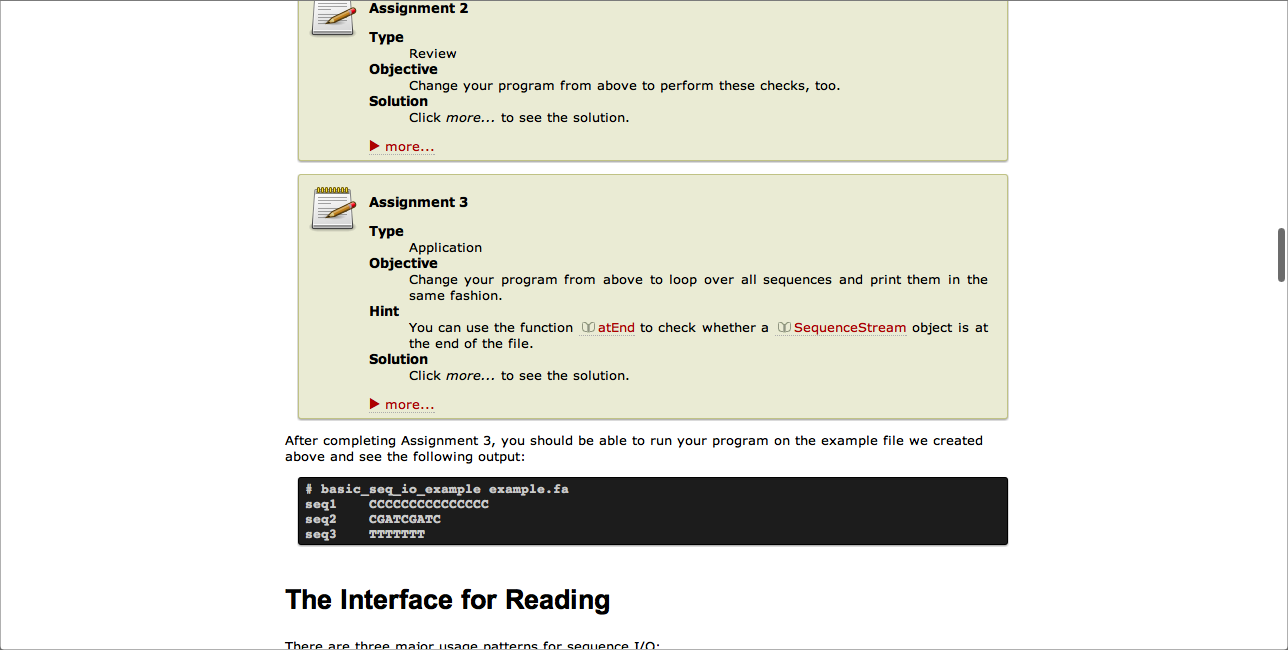 Assignment 2
Type
Review
Objective
Change your program from above to perform these checks, too.
Solution
Click more... to see the solution.
more...
Assignment 3
Type
Application
Objective
Change your program from above to loop over all sequences and print them in the
same fashion.
Hint
You can use the function atEnd to check whether a SequenceStream object is at
the end of the file.
Solution
Click more... to see the solution.
more...
After completing Assignment 3, you should be able to run your program on the example file we created
above and see the following output:
# basic_seq_io_example example.fa
seq1    CCCCCCCCCCCCCCC
seq2    CGATCGATC
seq3    TTTTTTT
The Interface for Reading
There are three major usage patterns for sequence I/O: